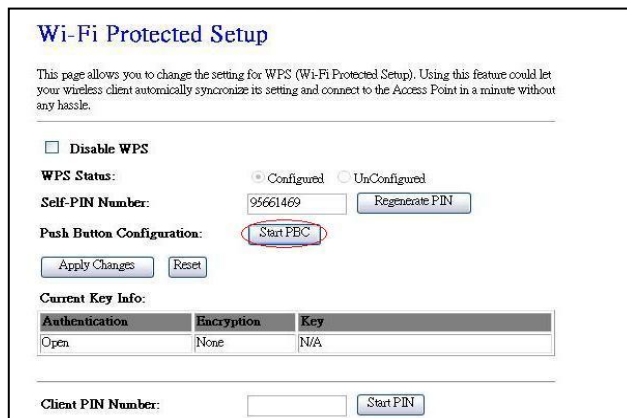 Wi-Fi Protected Setup
This page allows you to change the setting for WPS (Wi-Fi Protected Setup). Using this feature could let
your wireless client automically syncronize its setting and connect to the Access Point in a minute without
any hassle.
Disable WPS
WPS Status: Configured UnConfigured
Self-PIN Number: 95661469 Regenerate PIN
Push Button Configuration: Start PBC
Apply Changes Reset
Current Key Info:
Authentication Encryption Key
Open None N/A
Client PIN Number: Start PIN